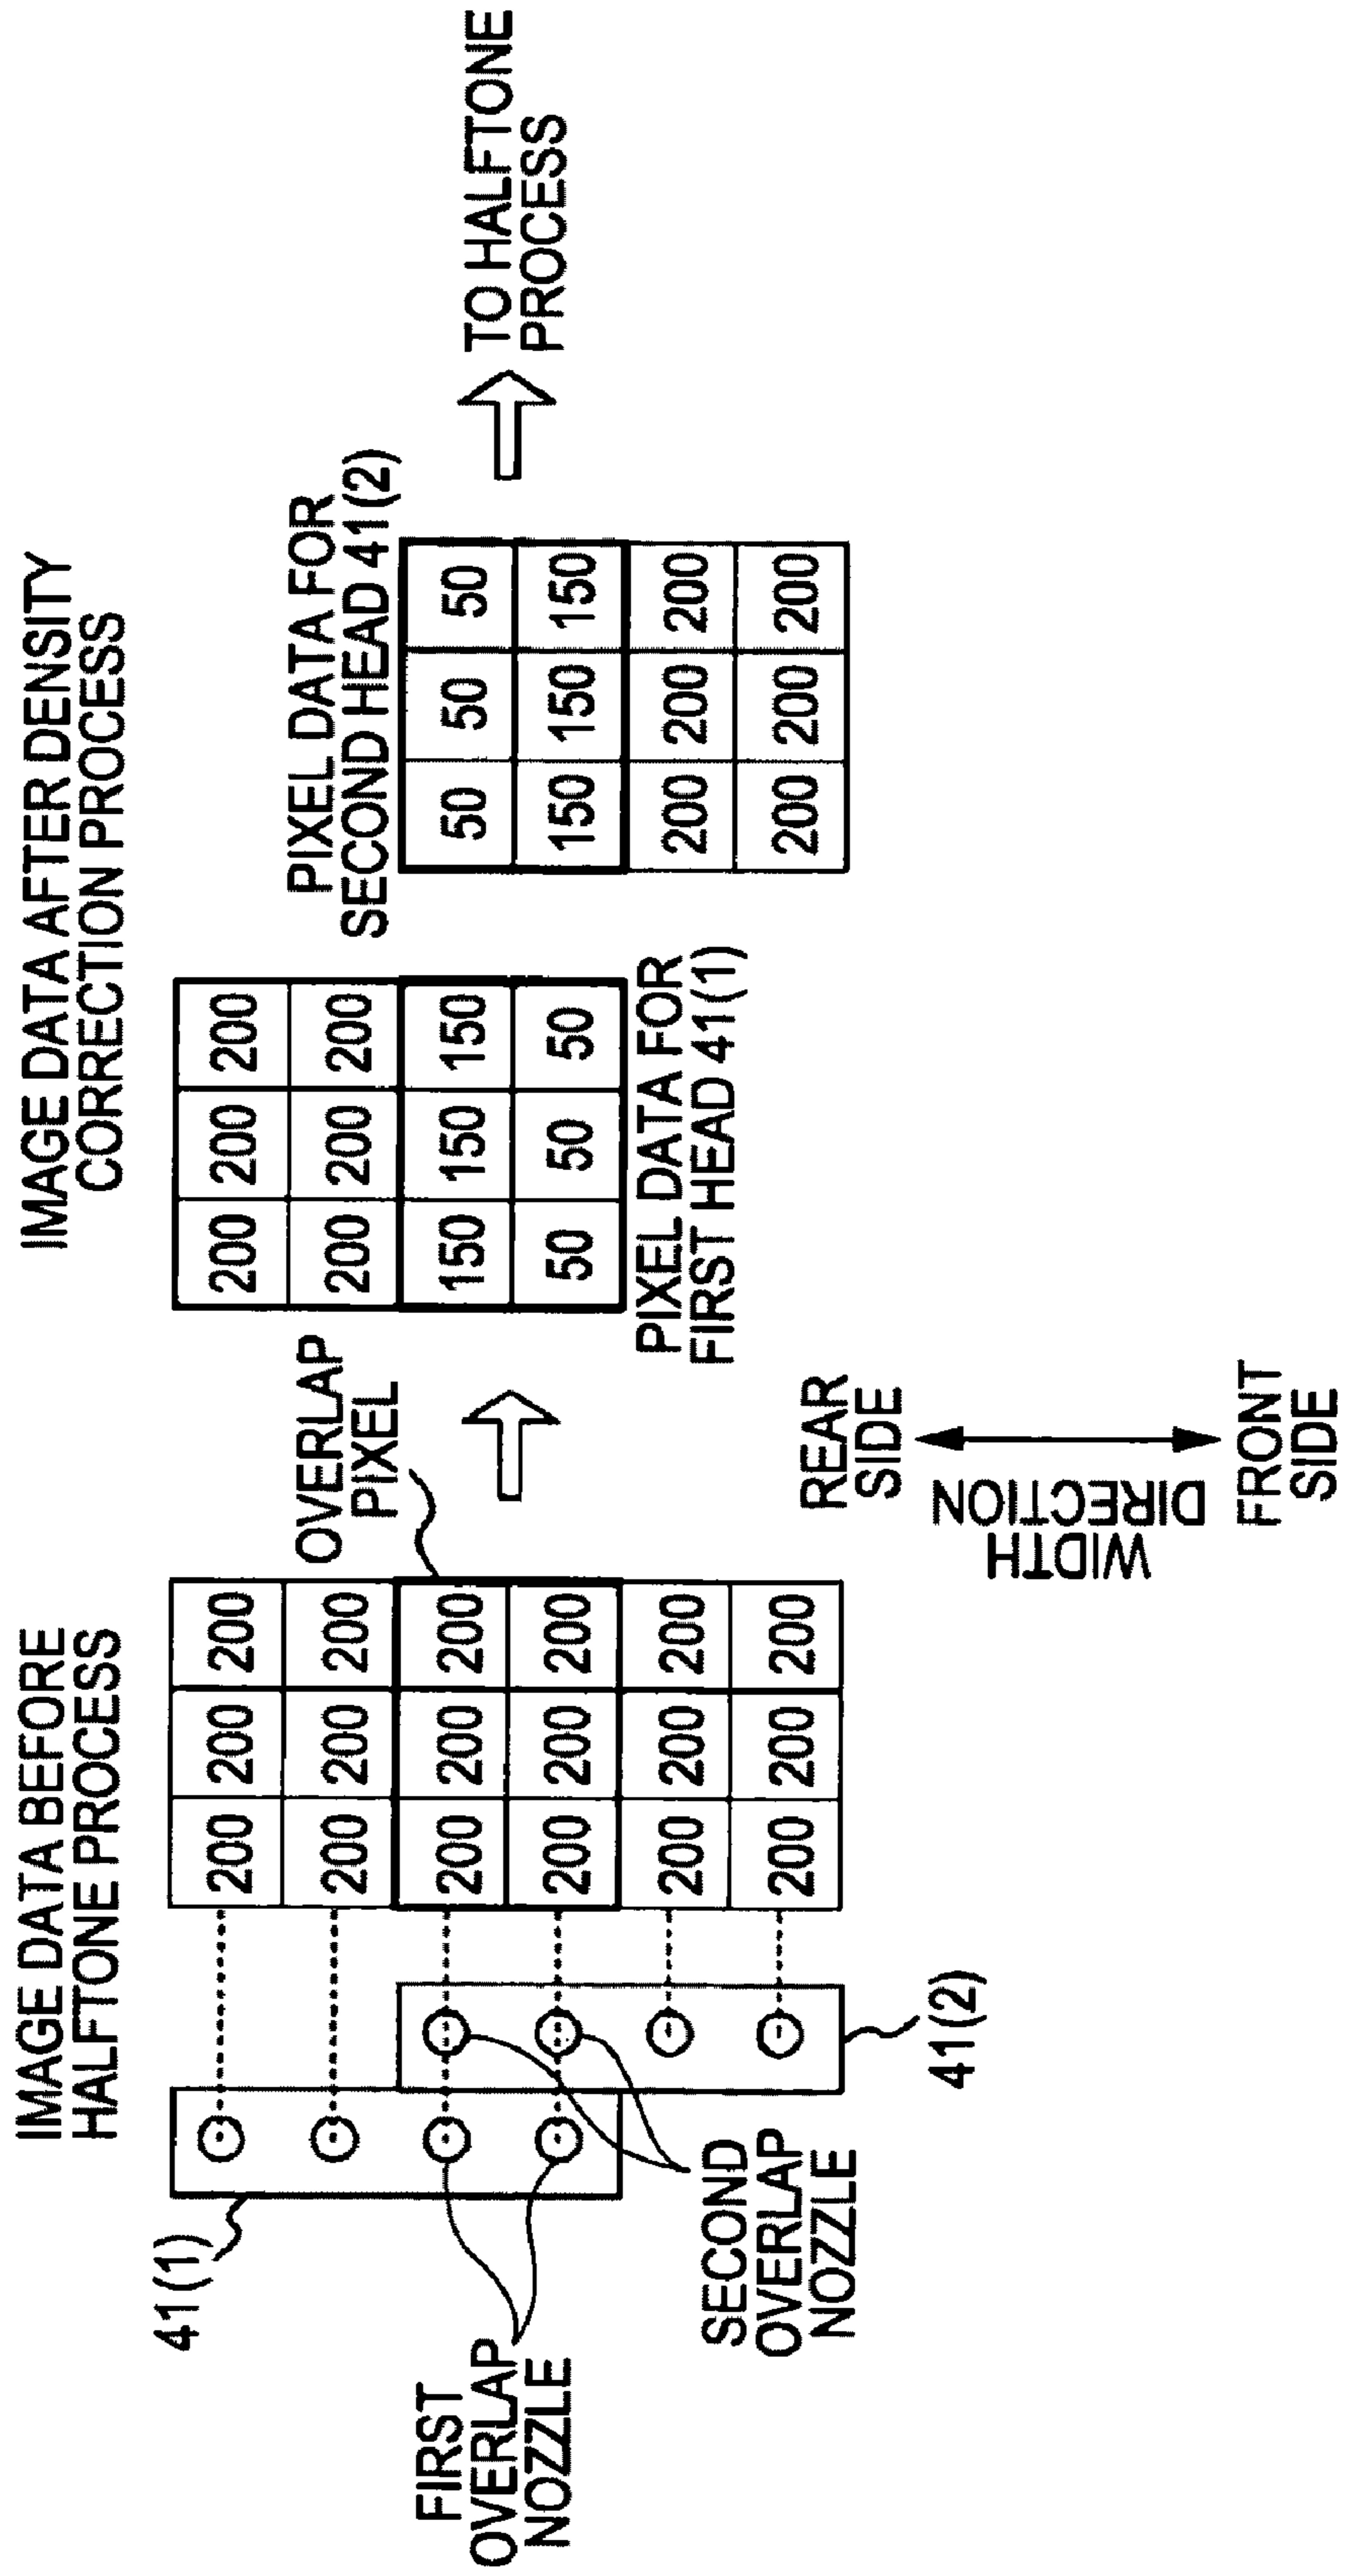 IMAGE DATA BEFORE
HALFTONE PROCESS
IMAGE DATA AFTER DENSITY
CORRECTION PROCESS
41(1)
FIRST
OVERLAP
NOZZLE
SECOND
OVERLAP
NOZZLE
41(2)
200 200 200
200 200 200
200 200 200
200 200 200
200 200 200
200 200 200
OVERLAP
PIXEL
200 200 200
200 200 200
150 150 150
50 50 50
PIXEL DATA FOR
FIRST HEAD 41(1)
PIXEL DATA FOR
SECOND HEAD 41(2)
50 50 50
150 150 150
200 200 200
200 200 200
TO HALFTONE
PROCESS
REAR
SIDE
WIDTH
DIRECTION
FRONT
SIDE